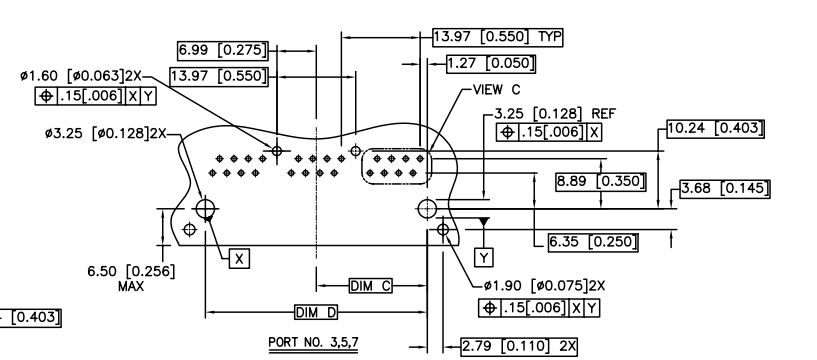 13.97 [0.550] TYP
6.99 [0.275]
1.27 [0.050]
ø1.60 [ø0.063]2X
13.97 [0.550]
VIEW C
⌖ .15[.006] X Y
3.25 [0.128] REF
⌖ .15[.006] X
10.24 [0.403]
ø3.25 [ø0.128]2X
8.89 [0.350]
3.68 [0.145]
6.35 [0.250]
X
Y
6.50 [0.256]
MAX
DIM C
ø1.90 [ø0.075]2X
⌖ .15[.006] X Y
DIM D
[0.403]
PORT NO. 3,5,7
2.79 [0.110] 2X